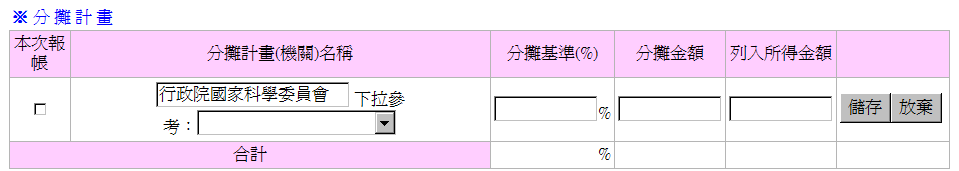 ※分攤計畫
本次報帳 分攤計畫(機關)名稱 分攤基準(%) 分攤金額 列入所得金額
行政院國家科學委員會 下拉參
考： % 儲存 放棄
合計 %